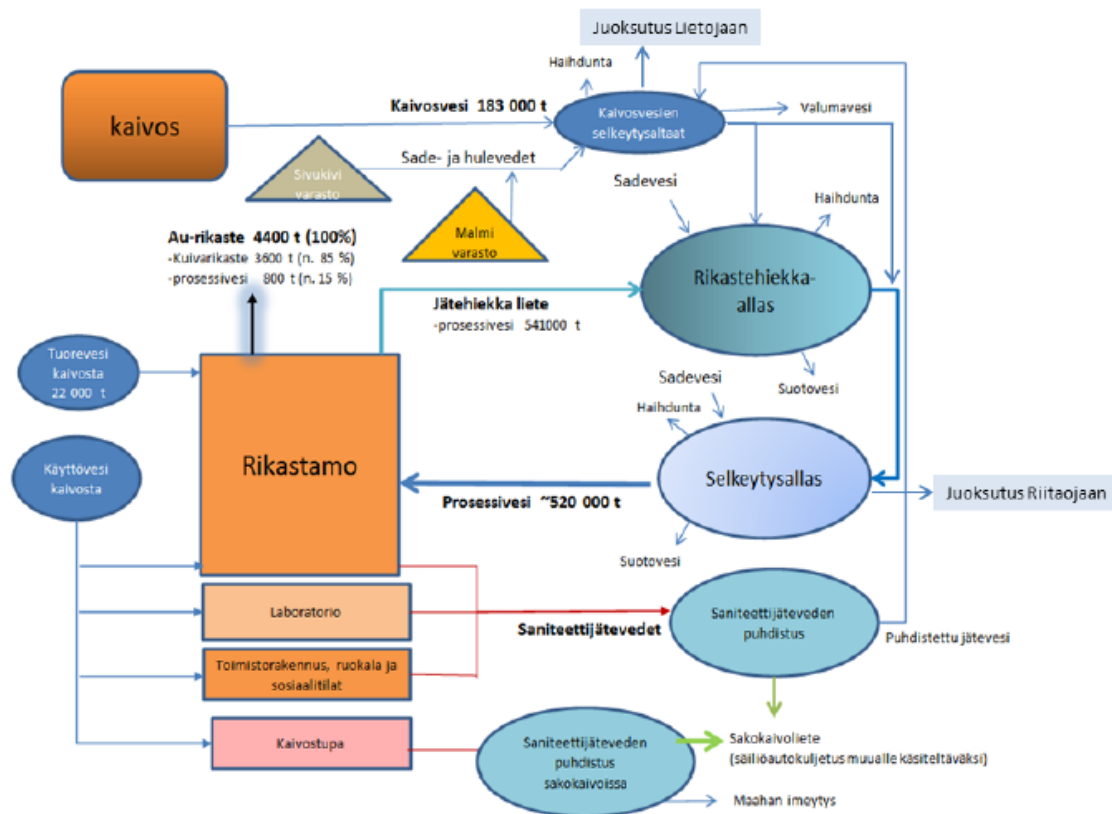 Juoksutus Lietojaan
Haihdunta
Kaivosvesi 183 000 t
kaivos
Kaivosvesien
selkeytysaltaat
Valumavesi
Sade- ja hulevedet
Sivukivi
varasto
Malmi
varasto
Sadevesi
Haihdunta
Au-rikaste 4400 t (100%)
-Kuivarikaste 3600 t (n. 85 %)
-prosessivesi 800 t (n. 15 %)
Rikastehiekka-
allas
Jätehiekka liete
-prosessivesi 541000 t
Tuorevesi
kaivosta
22 000 t
Suotovesi
Sadevesi
Haihdunta
Käyttövesi
kaivosta
Rikastamo
Selkeytysallas
Prosessivesi ~520 000 t
Juoksutus Riitaojaan
Suotovesi
Laboratorio
Saniteettijätevedet
Saniteettijäteveden
puhdistus
Puhdistettu jätevesi
Toimistorakennus, ruokala ja
sosiaalitilat
Kaivostupa
Saniteettijäteveden
puhdistus
sakokaivoissa
Sakokaivoliete
(säiliöautokuljetus muualle käsiteltäväksi)
Maahan imeytys